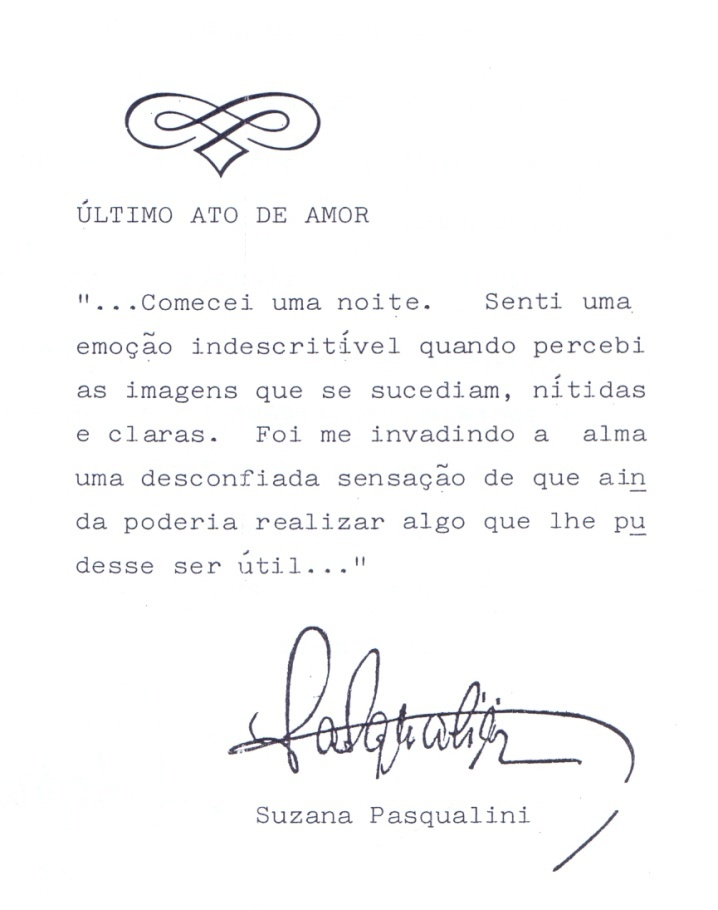 ÚLTIMO ATO DE AMOR
"...Comecei uma noite. Senti uma
emoção indescritível quando percebi
as imagens que se sucediam, nítidas
e claras. Foi me invadindo a alma
uma desconfiada sensação de que ain
da poderia realizar algo que lhe pu
desse ser útil..."
Pasqualini
Suzana Pasqualini